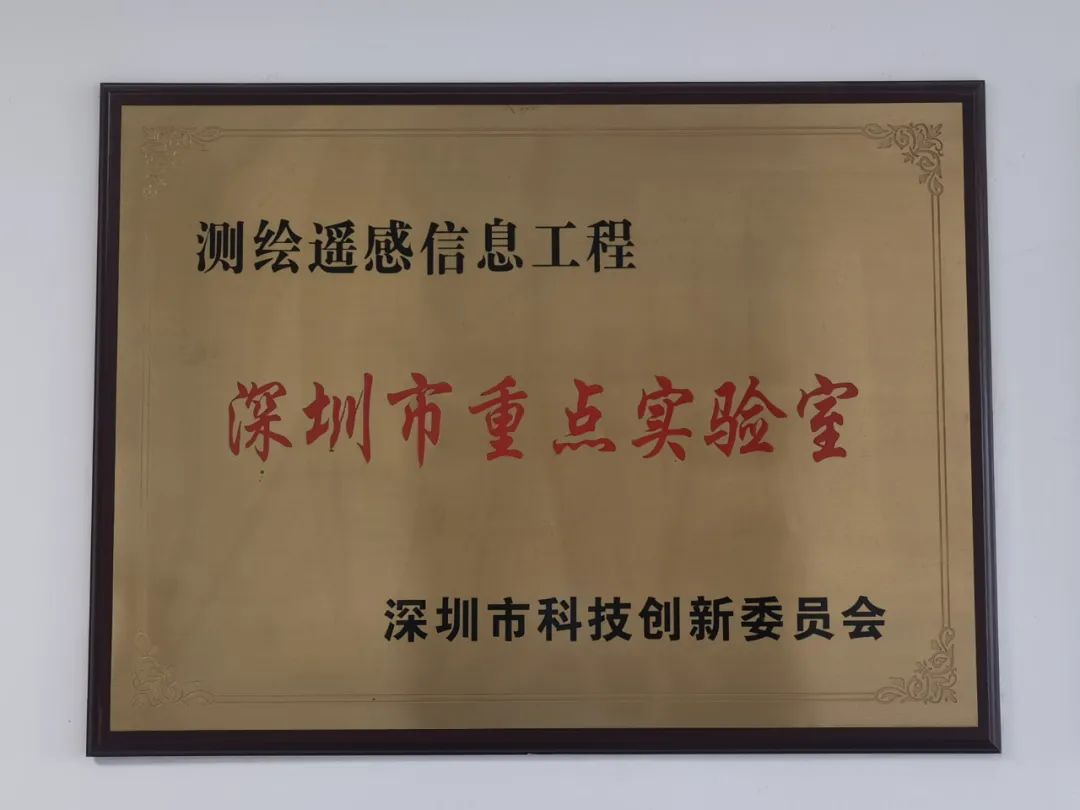 测绘遥感信息工程
深圳市重点实验室
深圳市科技创新委员会